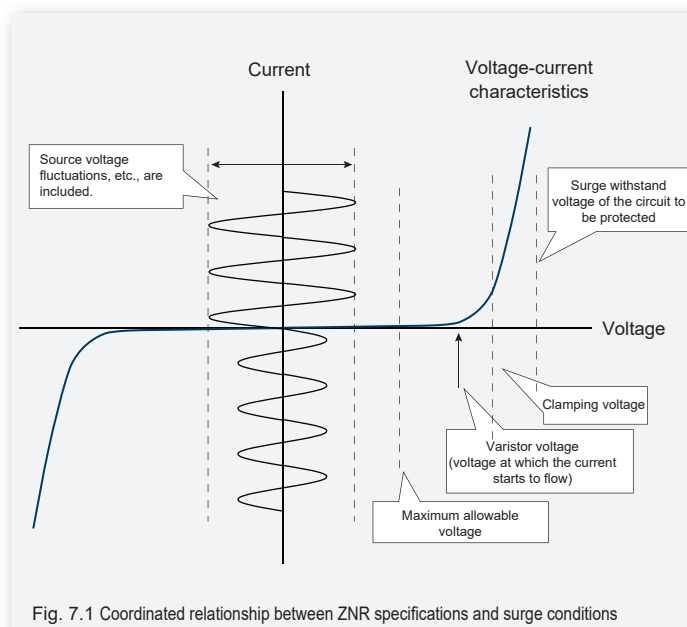 Current
Voltage-current
characteristics
Source voltage
fluctuations, etc., are
included.
Surge withstand
voltage of the circuit to
be protected
Voltage
Clamping voltage
Varistor voltage
(voltage at which the current
starts to flow)
Maximum allowable
voltage
Fig. 7.1 Coordinated relationship between ZNR specifications and surge conditions